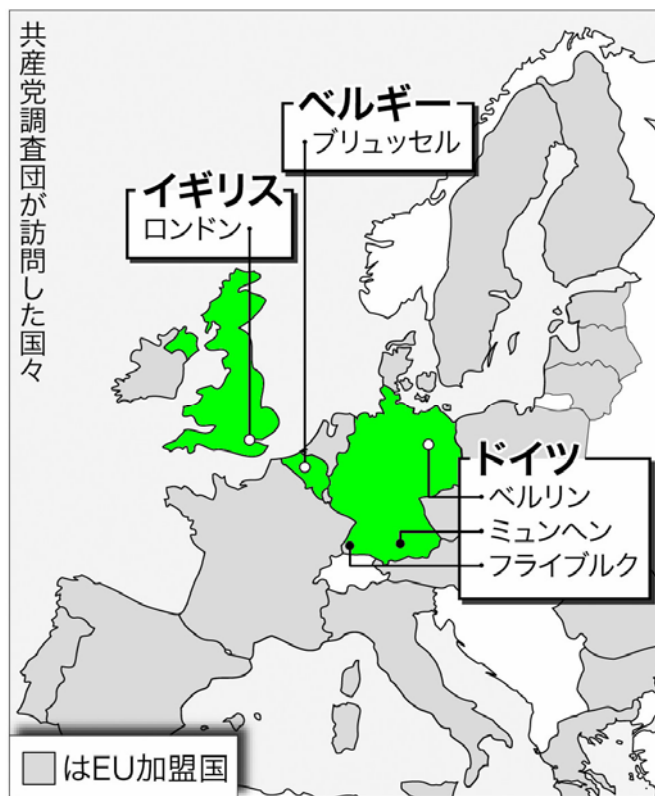 共産党調査団が訪問した国々
ベルギー
ブリュッセル
イギリス
ロンドン
ドイツ
ベルリン
ミュンヘン
フライブルク
はEU加盟国